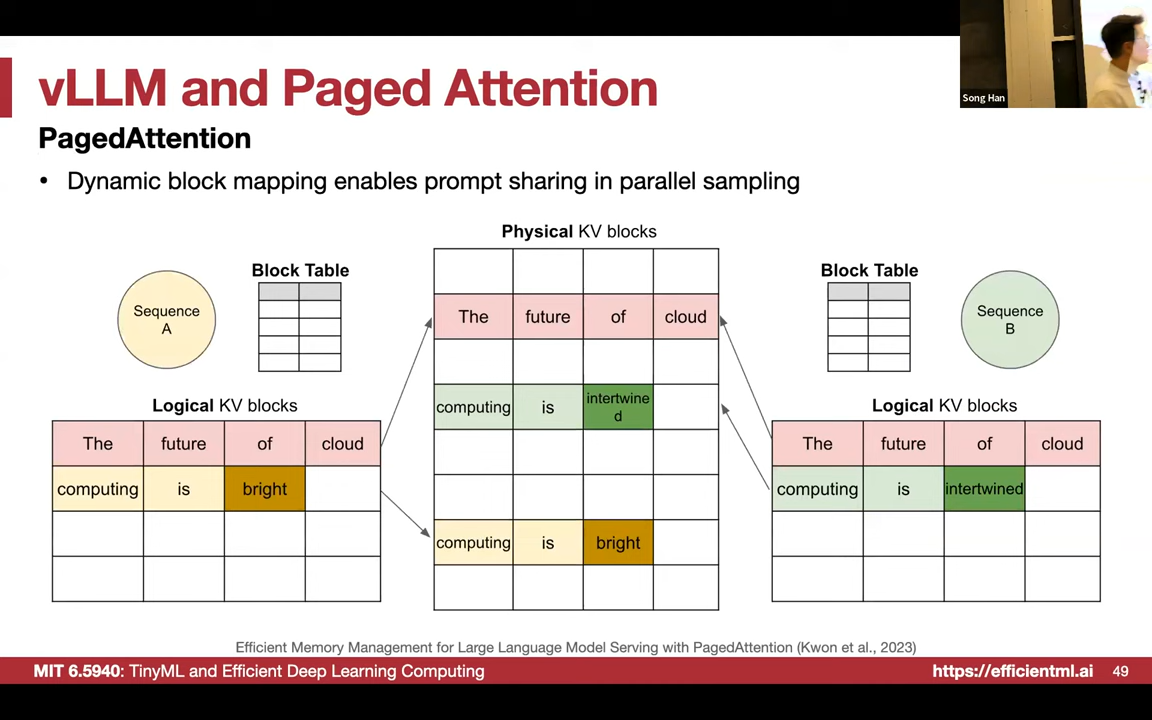 Song Han
vLLM and Paged Attention
PagedAttention
• Dynamic block mapping enables prompt sharing in parallel sampling
Physical KV blocks
Sequence
A
Block Table
The future of cloud
computing is intertwine
d
computing is bright
Block Table
Sequence
B
Logical KV blocks
The future of cloud
computing is bright
Logical KV blocks
The future of cloud
computing is intertwined
Efficient Memory Management for Large Language Model Serving with PagedAttention (Kwon et al., 2023)
MIT 6.5940: TinyML and Efficient Deep Learning Computing
https://efficientml.ai
49